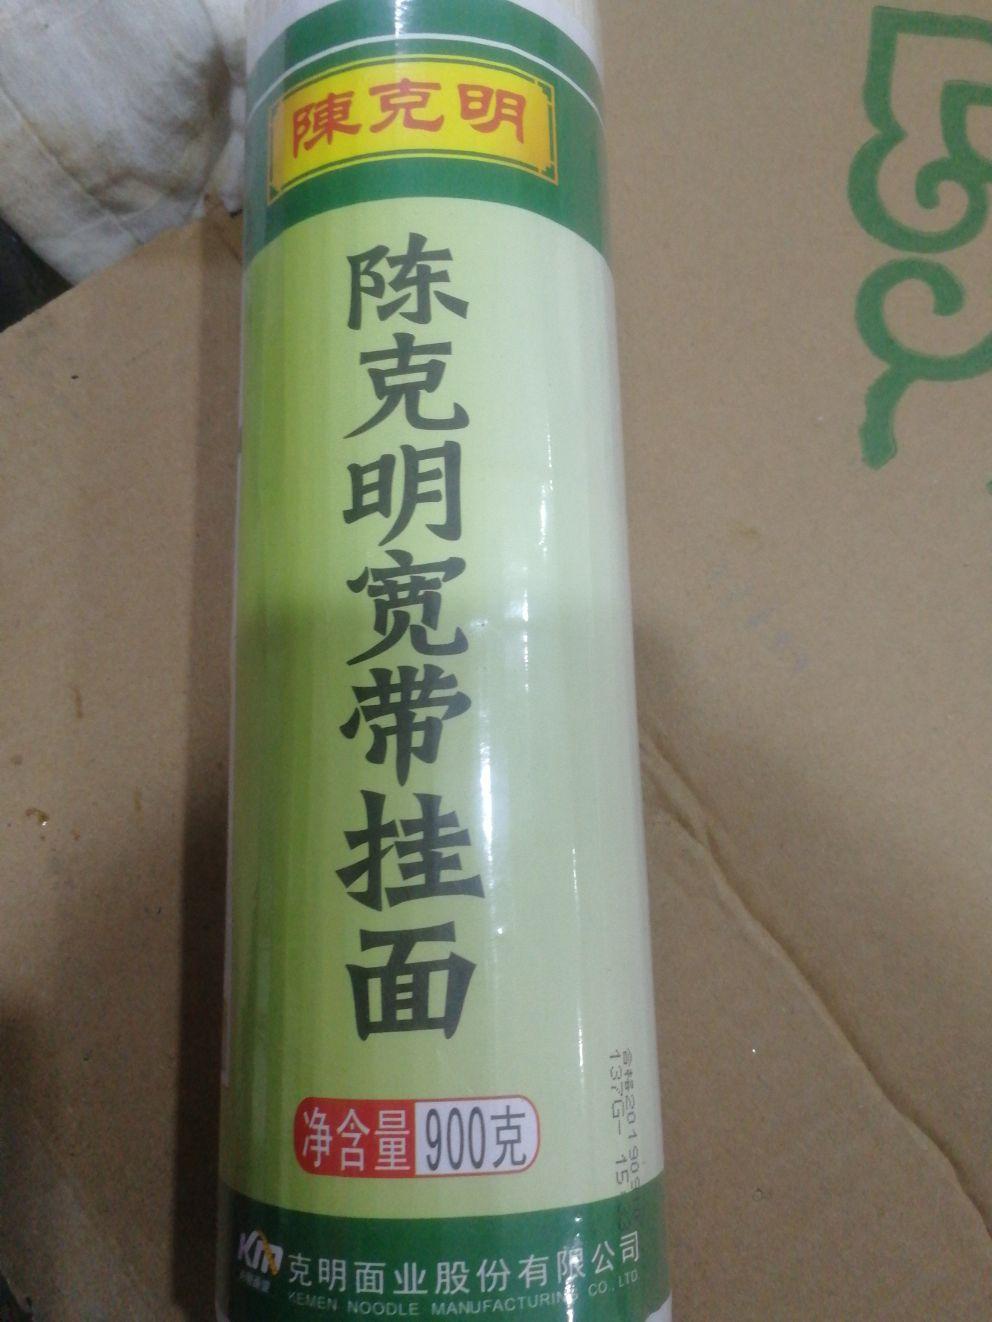 陳克明
陈克明宽带挂面
净含量 900克
克明面业股份有限公司
KEMEN NOODLE MANUFACTURING CO., LTD